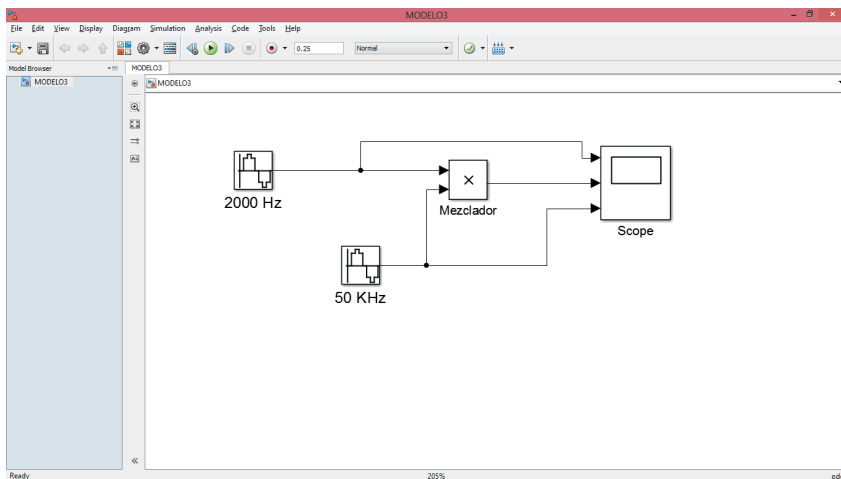 MODELO3
File Edit View Display Diagram Simulation Analysis Code Tools Help
0.25 Normal
Model Browser
MODELO3
MODELO3
MODELO3
2000 Hz
×
Mezclador
Scope
50 KHz
Ready 205%